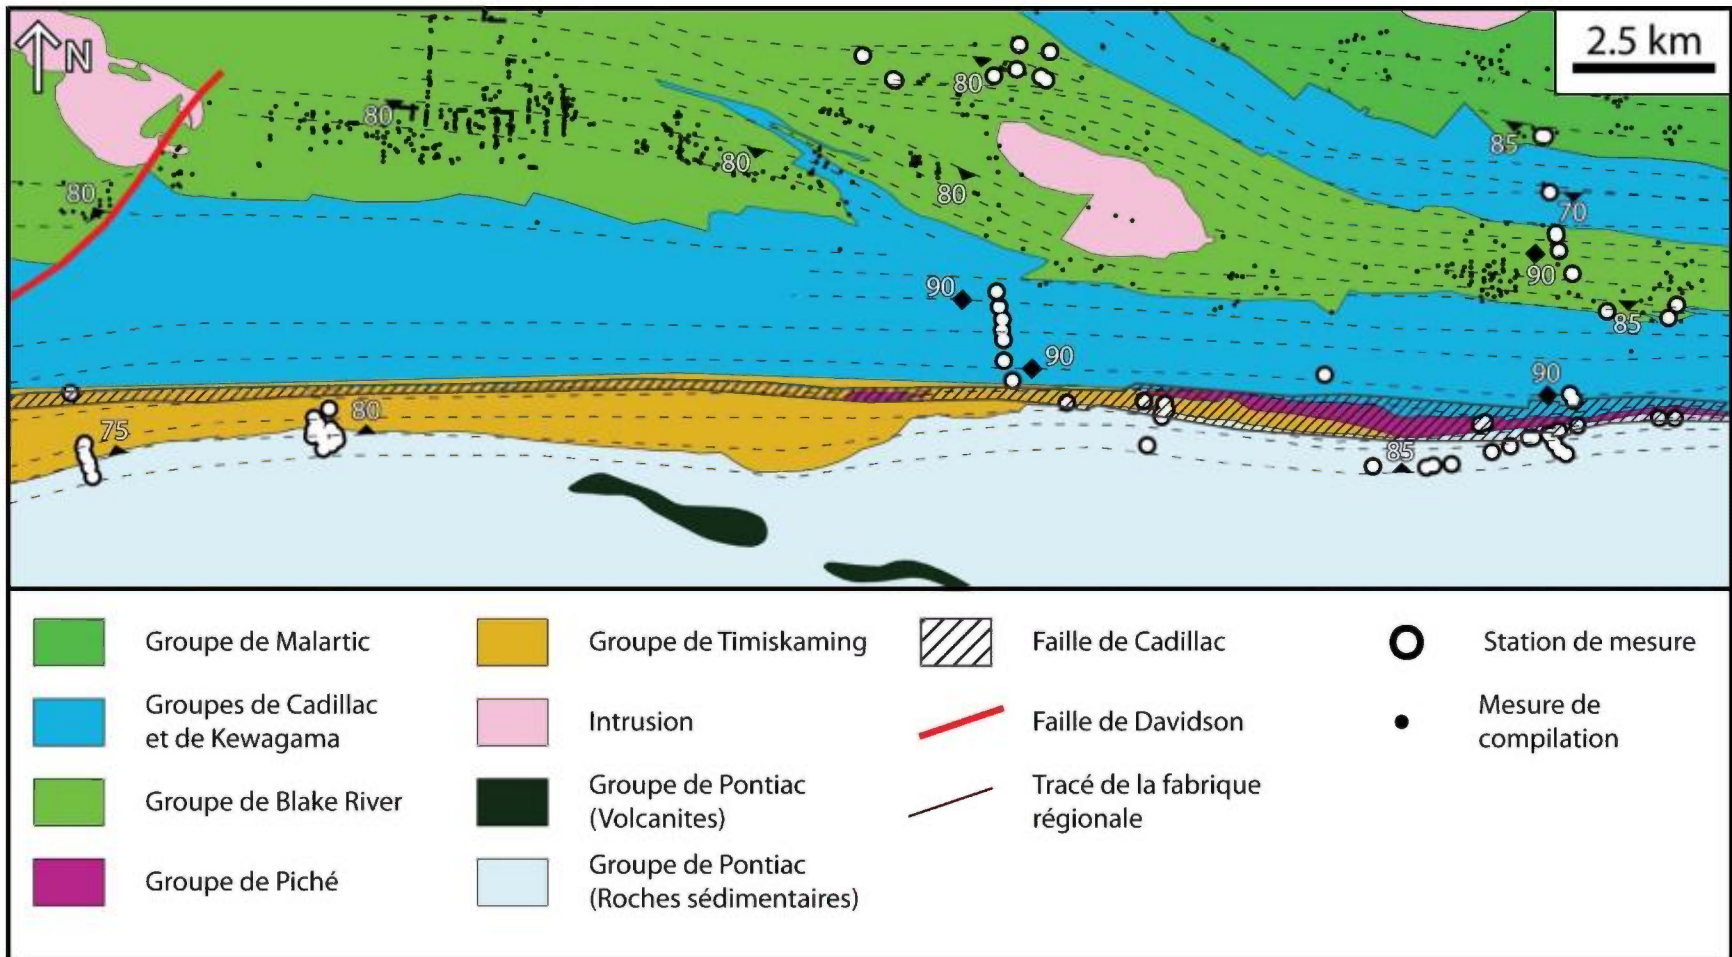 N
2.5 km
80
80
85
80
80
80
70
90
90
85
90
90
75
80
85
Groupe de Malartic
Groupes de Cadillac
et de Kewagama
Groupe de Blake River
Groupe de Piché
Groupe de Timiskaming
Intrusion
Groupe de Pontiac
(Volcanites)
Groupe de Pontiac
(Roches sédimentaires)
Faille de Cadillac
Faille de Davidson
Tracé de la fabrique
régionale
Station de mesure
Mesure de
compilation